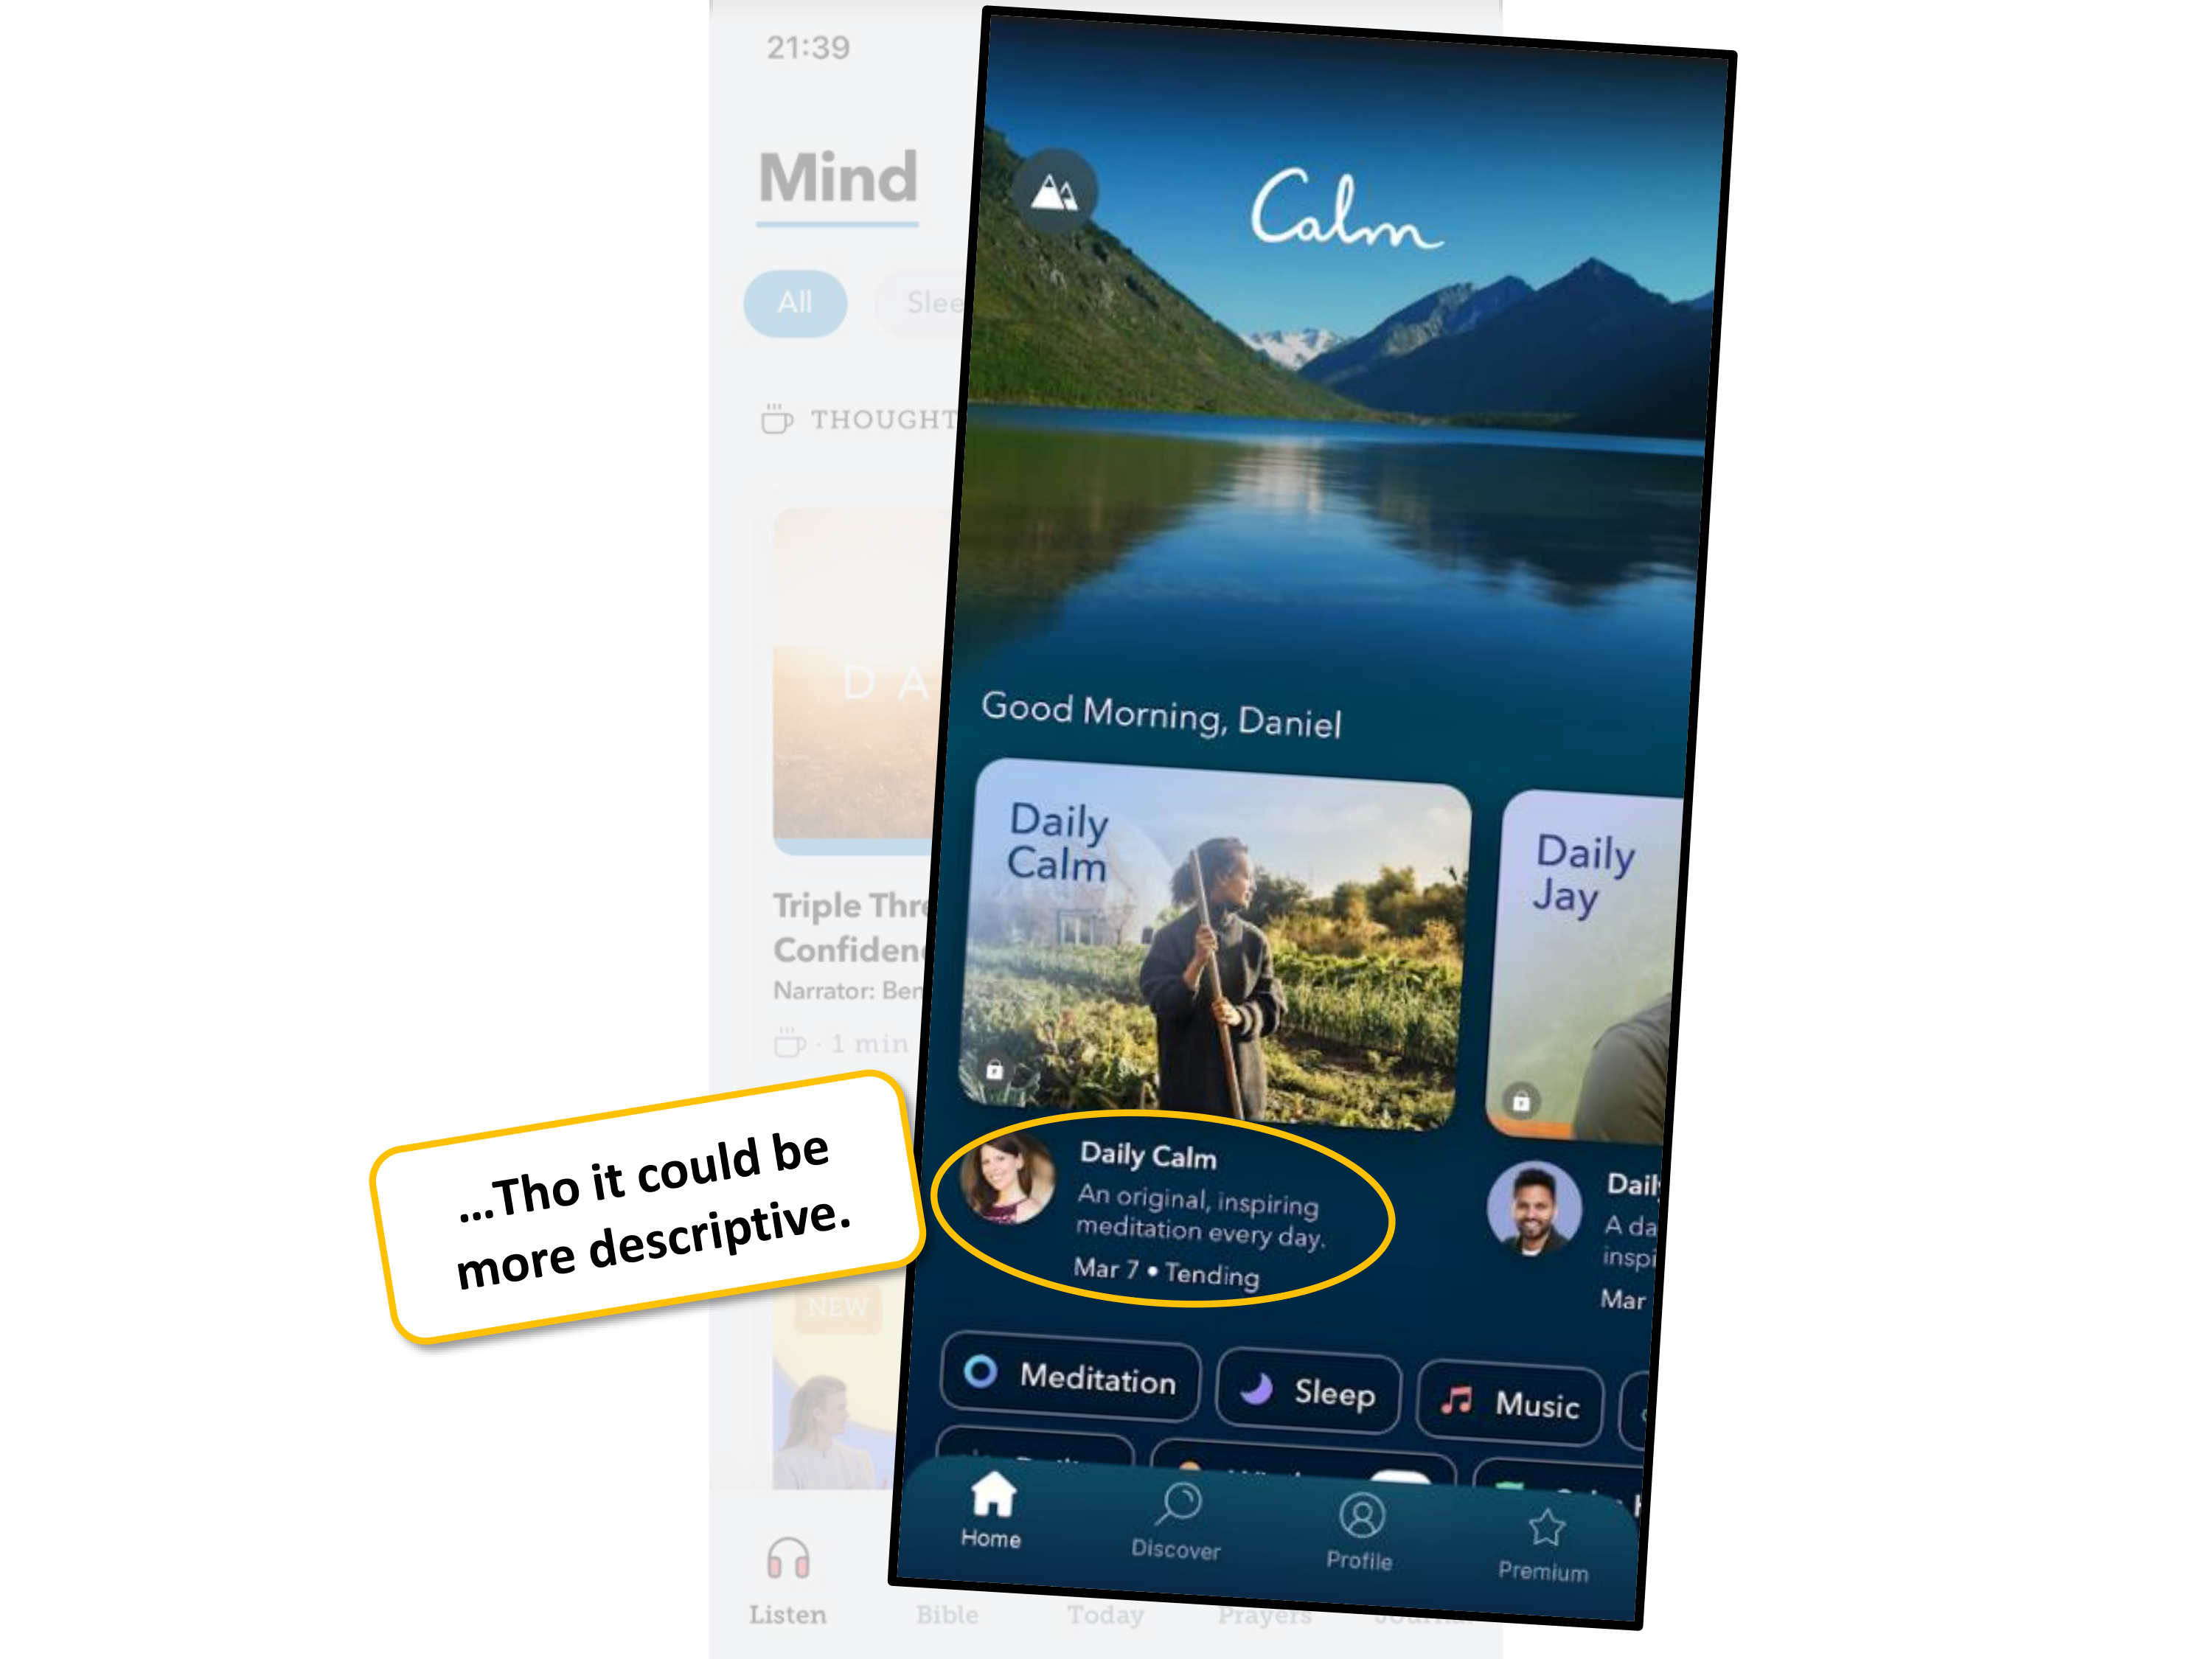 21:39
Mind
All
Slee
THOUGHT
D A
Triple Thre
Confiden
Narrator: Ben
· 1 min
NEW
Listen
Bible
Today
Prayers
...Tho it could be
more descriptive.
Calm
Good Morning, Daniel
Daily
Calm
Daily
Jay
Daily Calm
An original, inspiring
meditation every day.
Mar 7 • Tending
Dail
A da
inspi
Mar
Meditation
Sleep
Music
Home
Discover
Profile
Premium